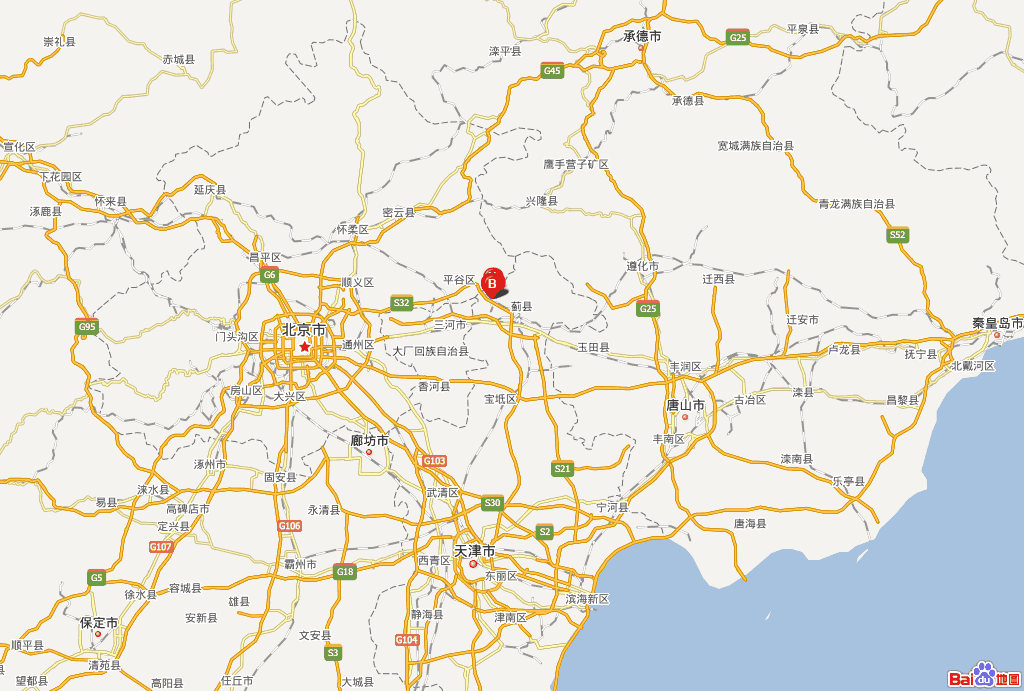 承德市
G25
平泉县
崇礼县
滦平县
赤城县
G45
承德县
宣化区
宽城满族自治县
鹰手营子矿区
下花园区
延庆县
怀来县
兴隆县
青龙满族自治县
涿鹿县
密云县
怀柔区
S52
昌平区
遵化市
G6
平谷区
B
迁西县
顺义区
S32
蓟县
G25
G95
三河市
迁安市
秦皇岛市
北京市
门头沟区
通州区
大厂回族自治县
玉田县
卢龙县
抚宁县
丰润区
北戴河区
房山区
香河县
滦县
大兴区
宝坻区
古冶区
昌黎县
唐山市
廊坊市
丰南区
G103
滦南县
涿州市
S21
固安县
乐亭县
涞水县
武清区
易县
S30
高碑店市
永清县
宁河县
定兴县
G106
唐海县
S2
G107
天津市
霸州市
西青区
G18
G5
东丽区
容城县
徐水县
滨海新区
雄县
静海县
安新县
津南区
保定市
文安县
G104
顺平县
S3
清苑县
望都县
高阳县
任丘市
大城县
县
Bai du 地图